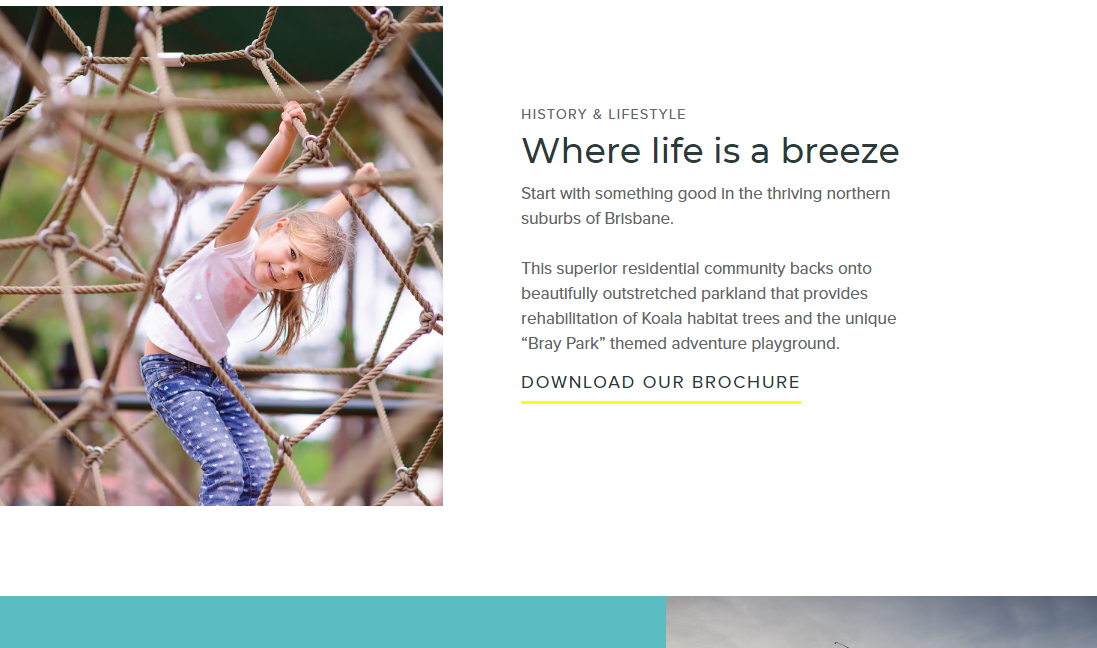 HISTORY & LIFESTYLE
Where life is a breeze
Start with something good in the thriving northern
suburbs of Brisbane.
This superior residential community backs onto
beautifully outstretched parkland that provides
rehabilitation of Koala habitat trees and the unique
“Bray Park” themed adventure playground.
DOWNLOAD OUR BROCHURE